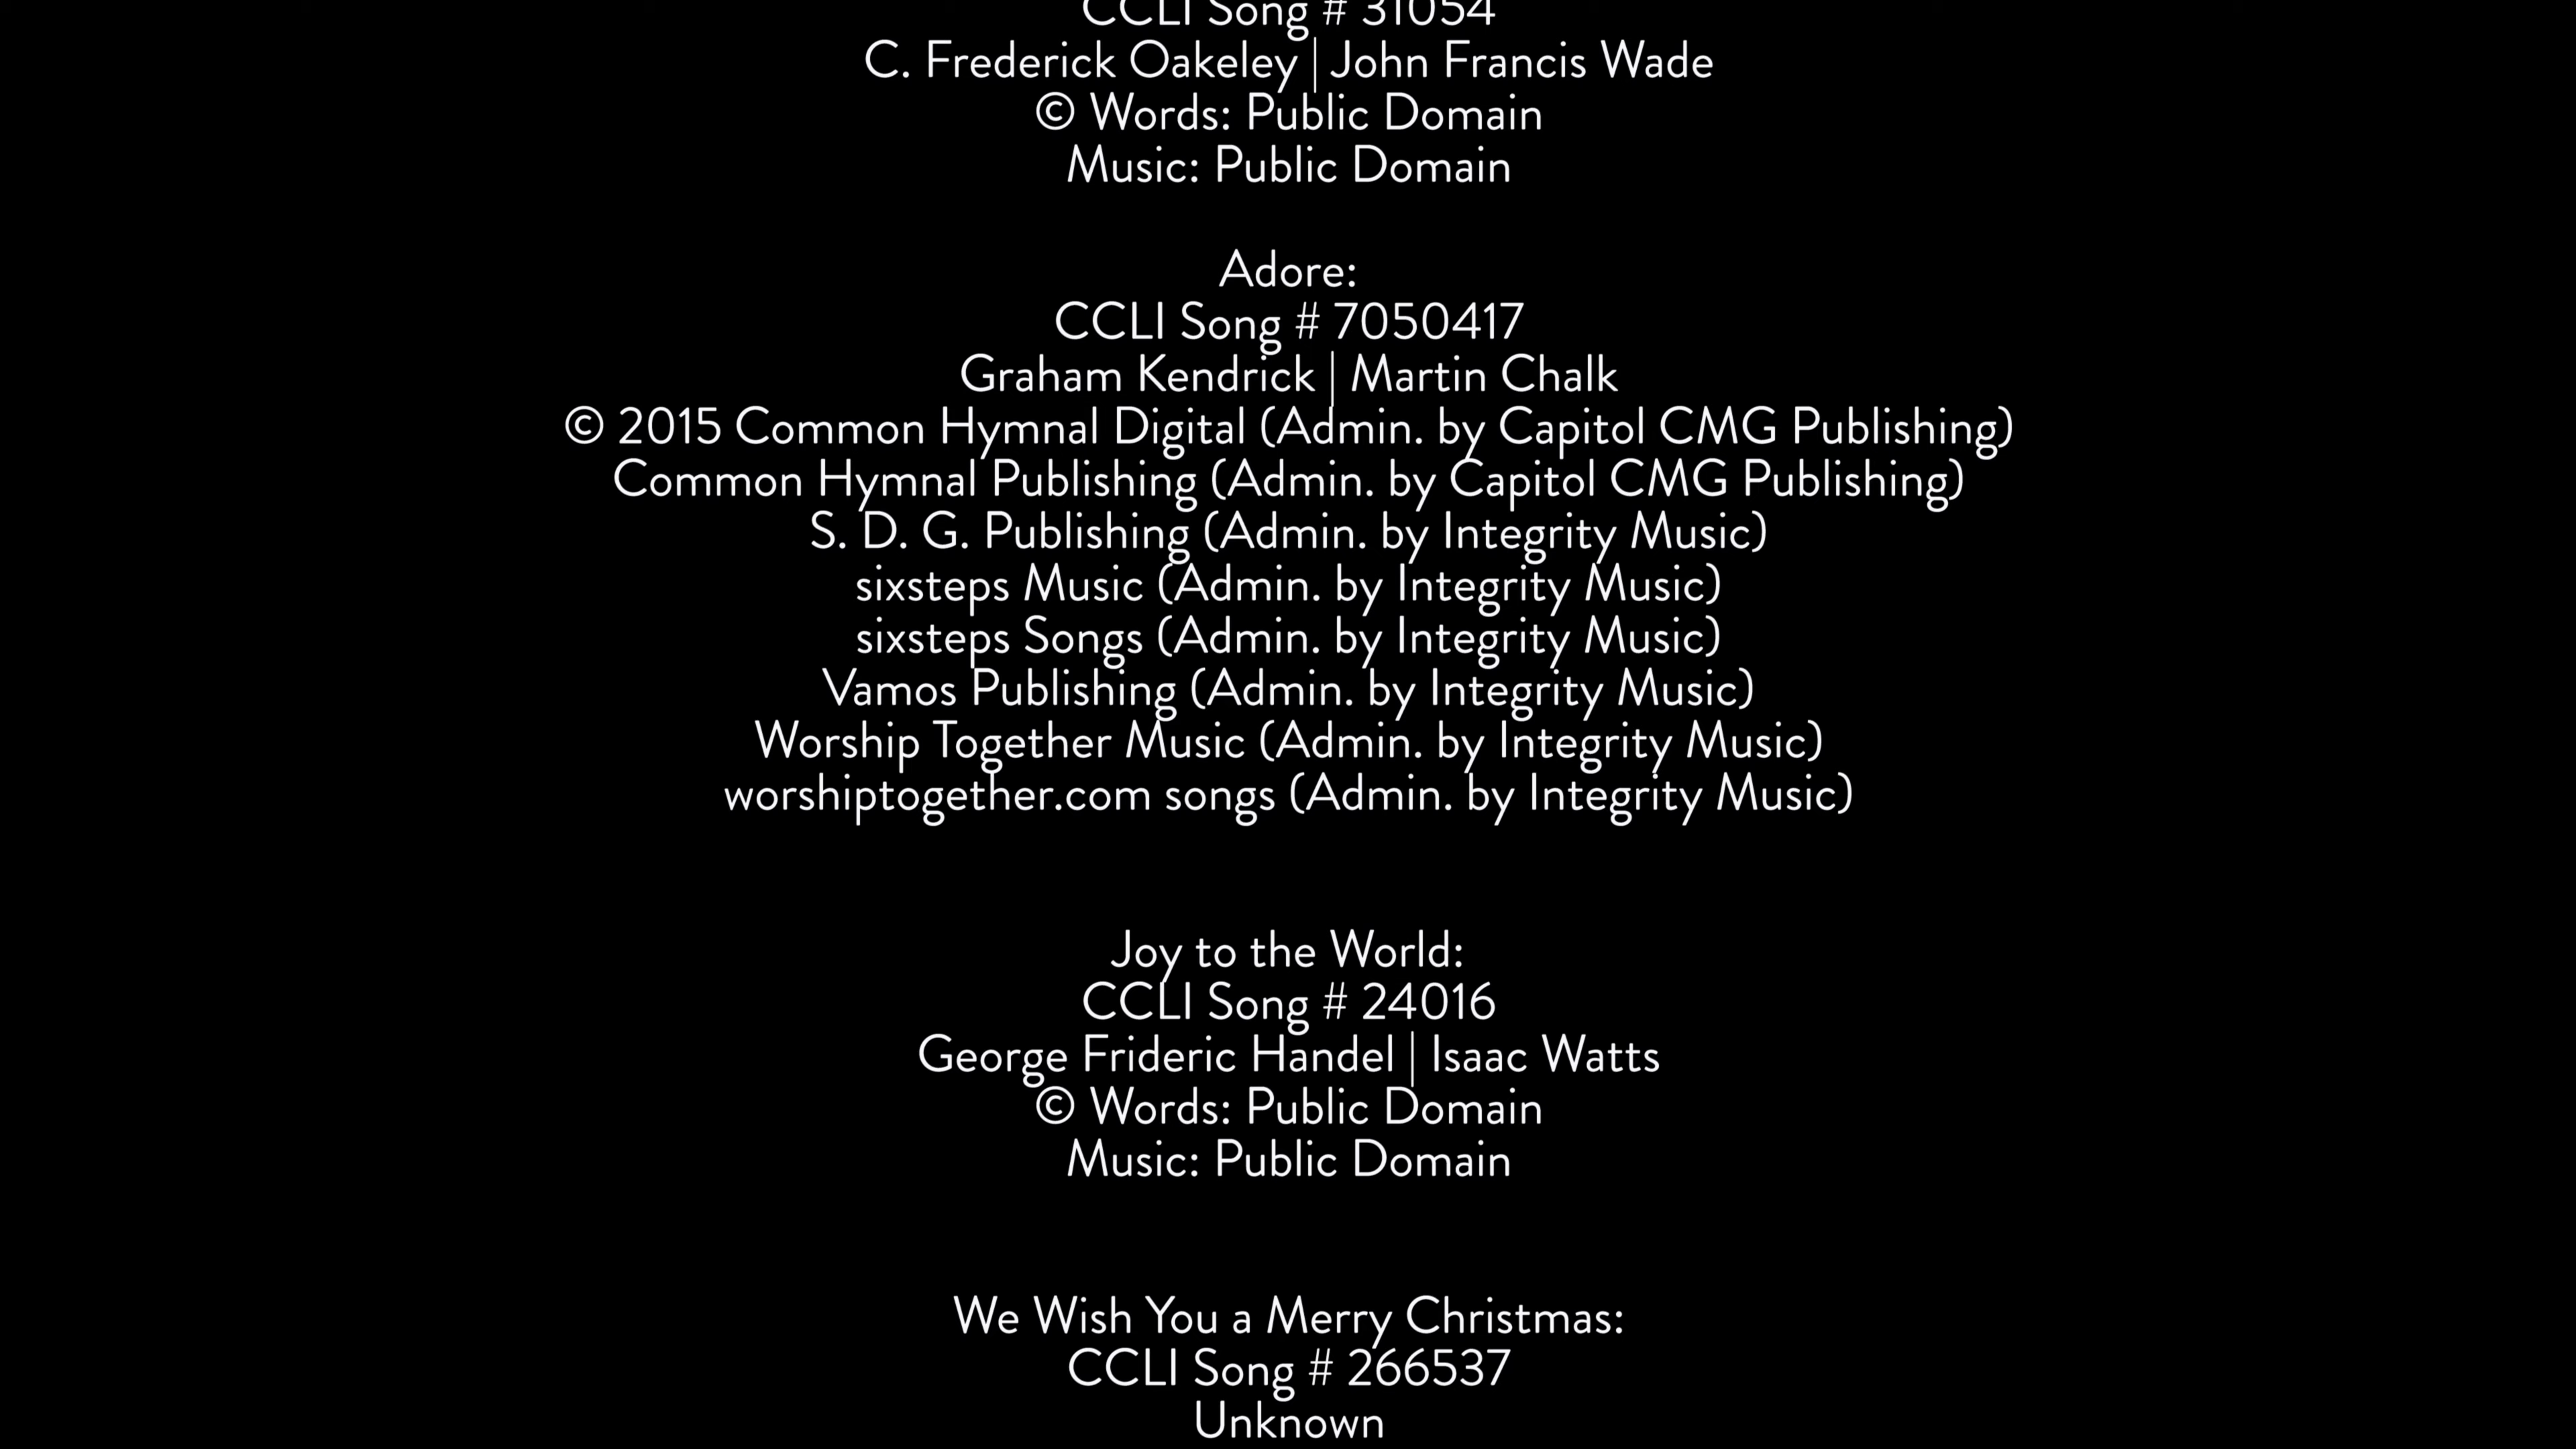 CCLI Song # 31054
C. Frederick Oakeley | John Francis Wade
© Words: Public Domain
Music: Public Domain
Adore:
CCLI Song # 7050417
Graham Kendrick | Martin Chalk
© 2015 Common Hymnal Digital (Admin. by Capitol CMG Publishing)
Common Hymnal Publishing (Admin. by Capitol CMG Publishing)
S. D. G. Publishing (Admin. by Integrity Music)
sixsteps Music (Admin. by Integrity Music)
sixsteps Songs (Admin. by Integrity Music)
Vamos Publishing (Admin. by Integrity Music)
Worship Together Music (Admin. by Integrity Music)
worshiptogether.com songs (Admin. by Integrity Music)
Joy to the World:
CCLI Song # 24016
George Frideric Handel | Isaac Watts
© Words: Public Domain
Music: Public Domain
We Wish You a Merry Christmas:
CCLI Song # 266537
Unknown